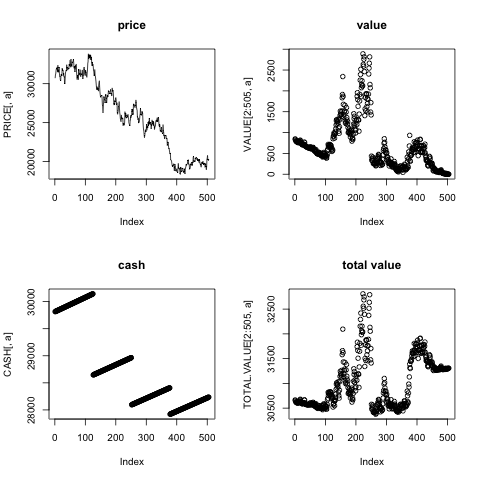 price
PRICE[, a]
20000 25000 30000
0 100 200 300 400 500
Index
value
VALUE[2:505, a]
0 500 1500 2500
0 100 200 300 400 500
Index
cash
CASH[, a]
28000 29000 30000
0 100 200 300 400 500
Index
total value
TOTAL.VALUE[2:505, a]
30500 31500 32500
0 100 200 300 400 500
Index